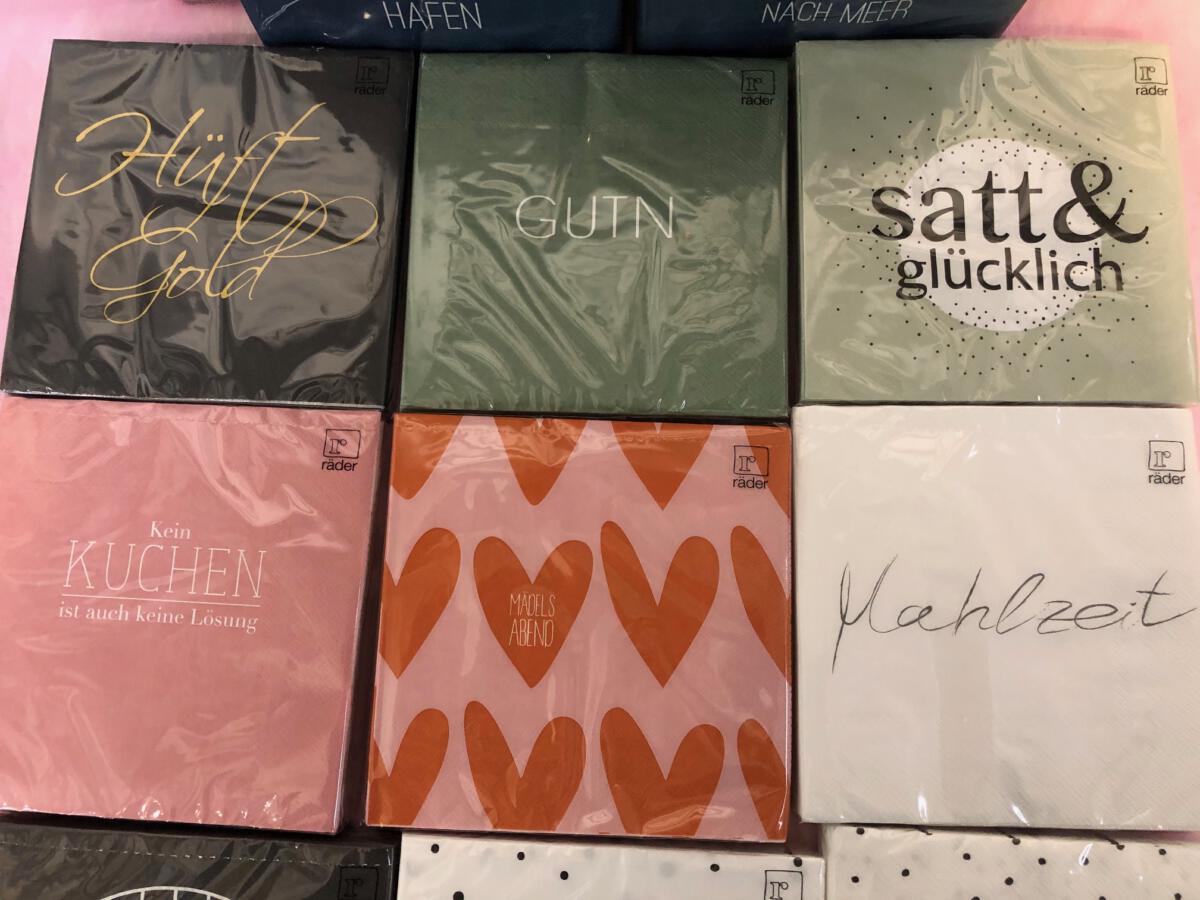 HAFEN
NACH MEER
r
räder
Hüft
Gold
r
räder
GUTN
r
räder
satt&
glücklich
r
räder
Kein
KUCHEN
ist auch keine Lösung
r
räder
MÄDELS
ABEND
r
räder
Mahlzeit
r
r